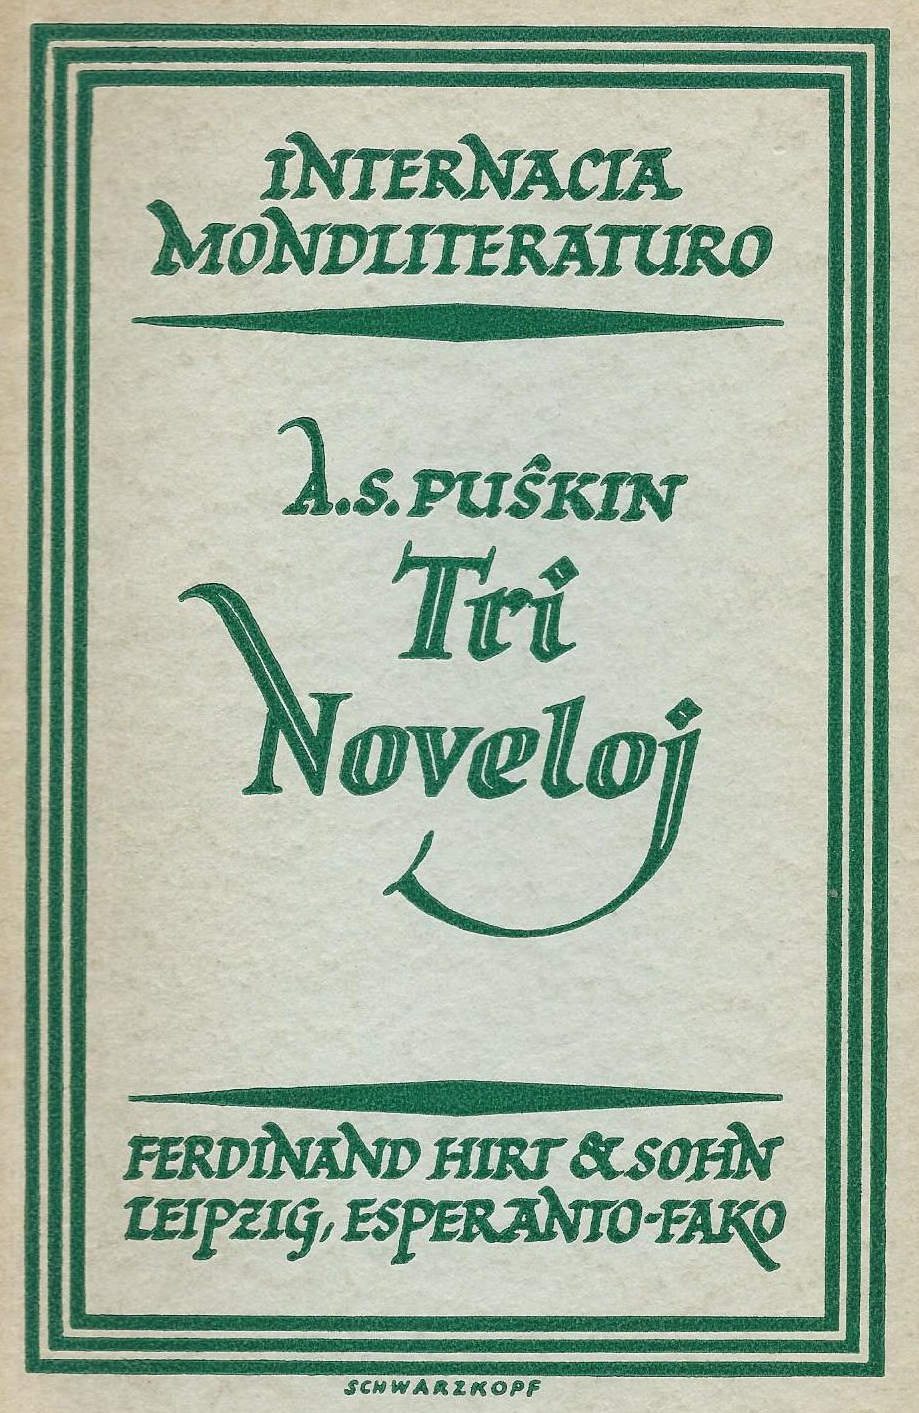 INTERNACIA
MONDLITERATURO
A.S. PUŜKIN
Tri
Noveloj
FERDINAND HIRT & SOHN
LEIPZIG, ESPERANTO-FAKO
SCHWARZKOPF